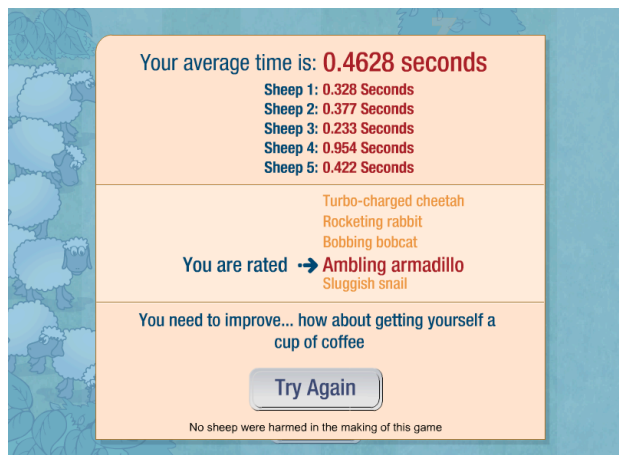 Your average time is: 0.4628 seconds
Sheep 1: 0.328 Seconds
Sheep 2: 0.377 Seconds
Sheep 3: 0.233 Seconds
Sheep 4: 0.954 Seconds
Sheep 5: 0.422 Seconds
Turbo-charged cheetah
Rocketing rabbit
Bobbing bobcat
You are rated Ambling armadillo
Sluggish snail
You need to improve... how about getting yourself a
cup of coffee
Try Again
No sheep were harmed in the making of this game